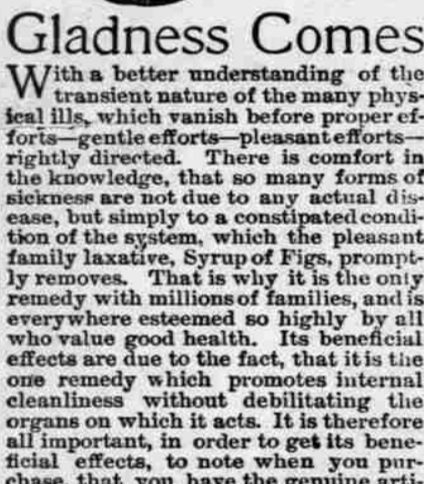 Gladness Comes
With a better understanding of the
transient nature of the many phys-
ical ills, which vanish before proper ef-
forts—gentle efforts—pleasant efforts—
rightly directed. There is comfort in
the knowledge, that so many forms of
sickness are not due to any actual dis-
ease, but simply to a constipated condi-
tion of the system, which the pleasant
family laxative, Syrup of Figs, prompt-
ly removes. That is why it is the only
remedy with millions of families, and is
everywhere esteemed so highly by all
who value good health. Its beneficial
effects are due to the fact, that it is the
one remedy which promotes internal
cleanliness without debilitating the
organs on which it acts. It is therefore
all important, in order to get its bene-
ficial effects, to note when you pur-
chase, that you have the genuine arti-